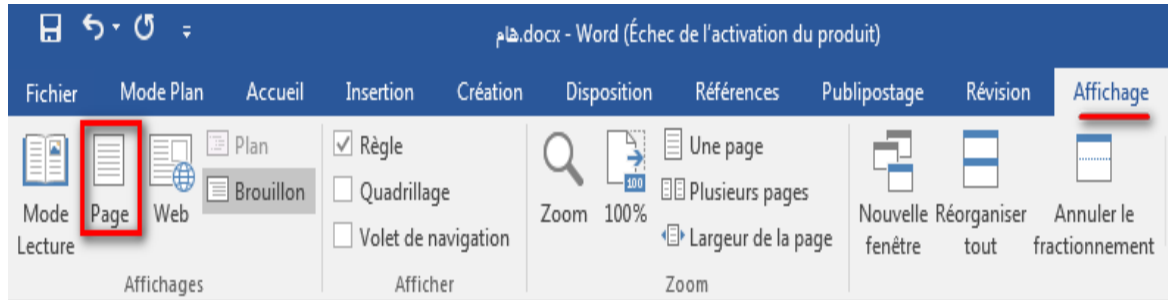 هام.docx - Word (Échec de l'activation du produit)
Fichier Mode Plan Accueil Insertion Création Disposition Références Publipostage Révision Affichage
Mode Lecture
Page
Web
Plan
Brouillon
Affichages
Règle
Quadrillage
Volet de navigation
Afficher
Zoom
100
100%
Une page
Plusieurs pages
Largeur de la page
Zoom
Nouvelle fenêtre
Réorganiser tout
Annuler le fractionnement